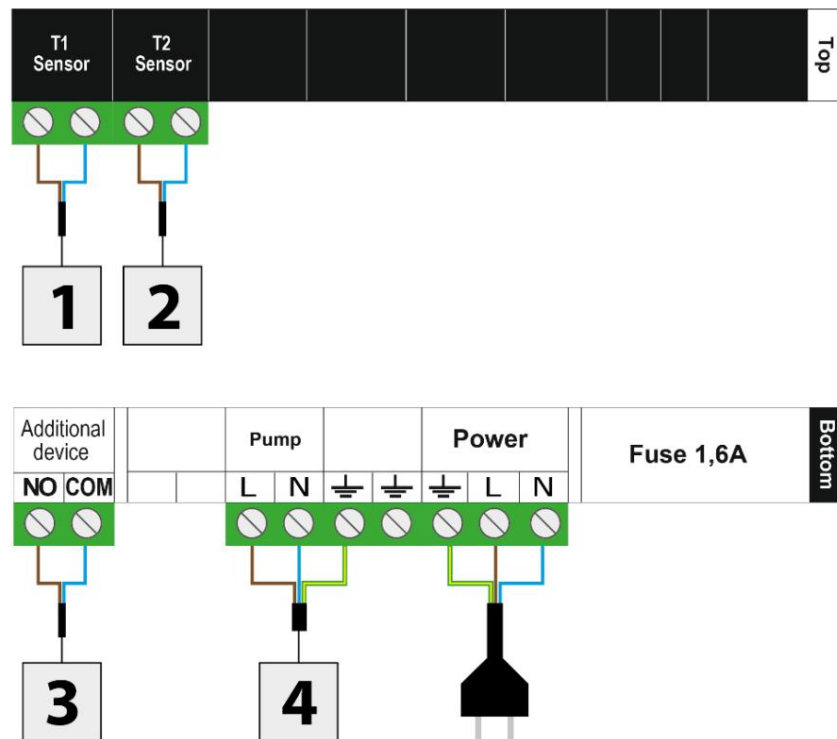 T1
Sensor
T2
Sensor
Top
1
2
Additional
device
Pump
Power
Fuse 1,6A
Bottom
NO COM
L N
L N
3
4